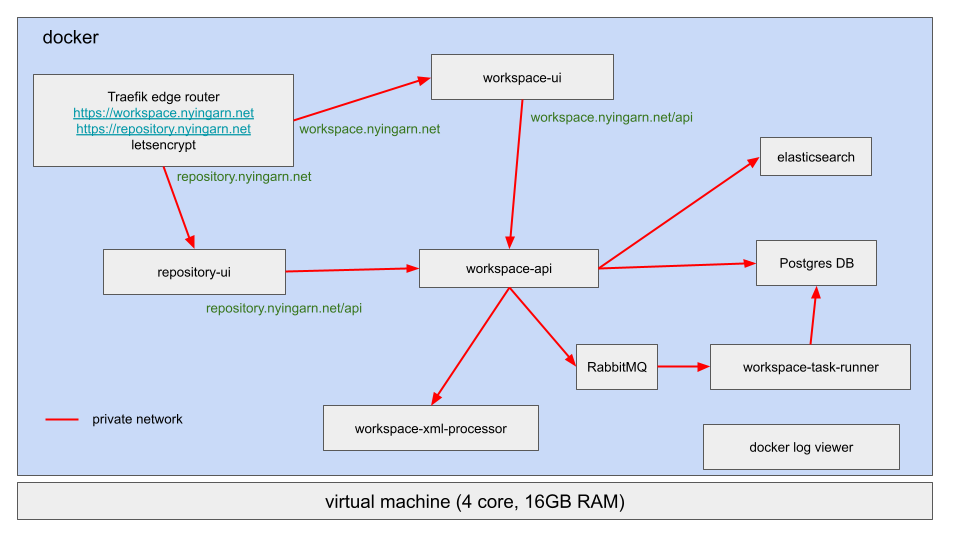 docker
Traefik edge router
https://workspace.nyingarn.net
https://repository.nyingarn.net
letsencrypt
workspace-ui
workspace.nyingarn.net
workspace.nyingarn.net/api
repository.nyingarn.net
elasticsearch
repository-ui
workspace-api
Postgres DB
repository.nyingarn.net/api
RabbitMQ
workspace-task-runner
private network
workspace-xml-processor
docker log viewer
virtual machine (4 core, 16GB RAM)